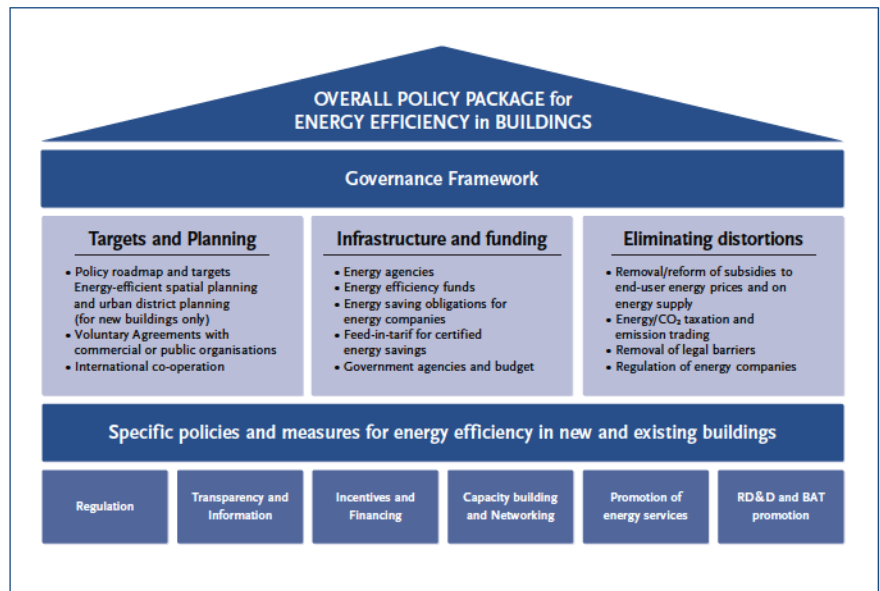 OVERALL POLICY PACKAGE for
ENERGY EFFICIENCY in BUILDINGS
Governance Framework
Targets and Planning
• Policy roadmap and targets
Energy-efficient spatial planning
and urban district planning
(for new buildings only)
• Voluntary Agreements with
commercial or public organisations
• International co-operation
Infrastructure and funding
• Energy agencies
• Energy efficiency funds
• Energy saving obligations for
energy companies
• Feed-in-tarif for certified
energy savings
• Government agencies and budget
Eliminating distortions
• Removal/reform of subsidies to
end-user energy prices and on
energy supply
• Energy/CO₂ taxation and
emission trading
• Removal of legal barriers
• Regulation of energy companies
Specific policies and measures for energy efficiency in new and existing buildings
Regulation
Transparency and
Information
Incentives and
Financing
Capacity building
and Networking
Promotion of
energy services
RD&D and BAT
promotion